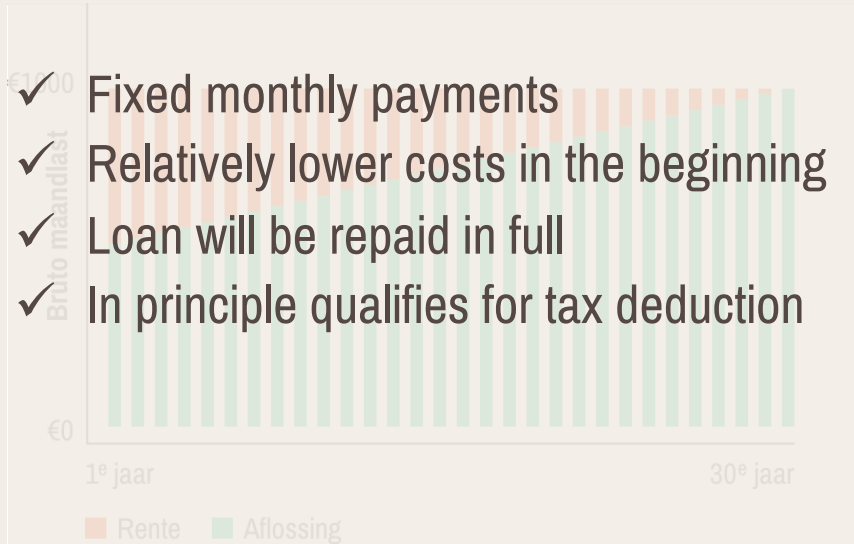 €1000
✓ Fixed monthly payments
✓ Relatively lower costs in the beginning
✓ Loan will be repaid in full
✓ In principle qualifies for tax deduction
Bruto maandlast
€0
1e jaar
30e jaar
Rente
Aflossing